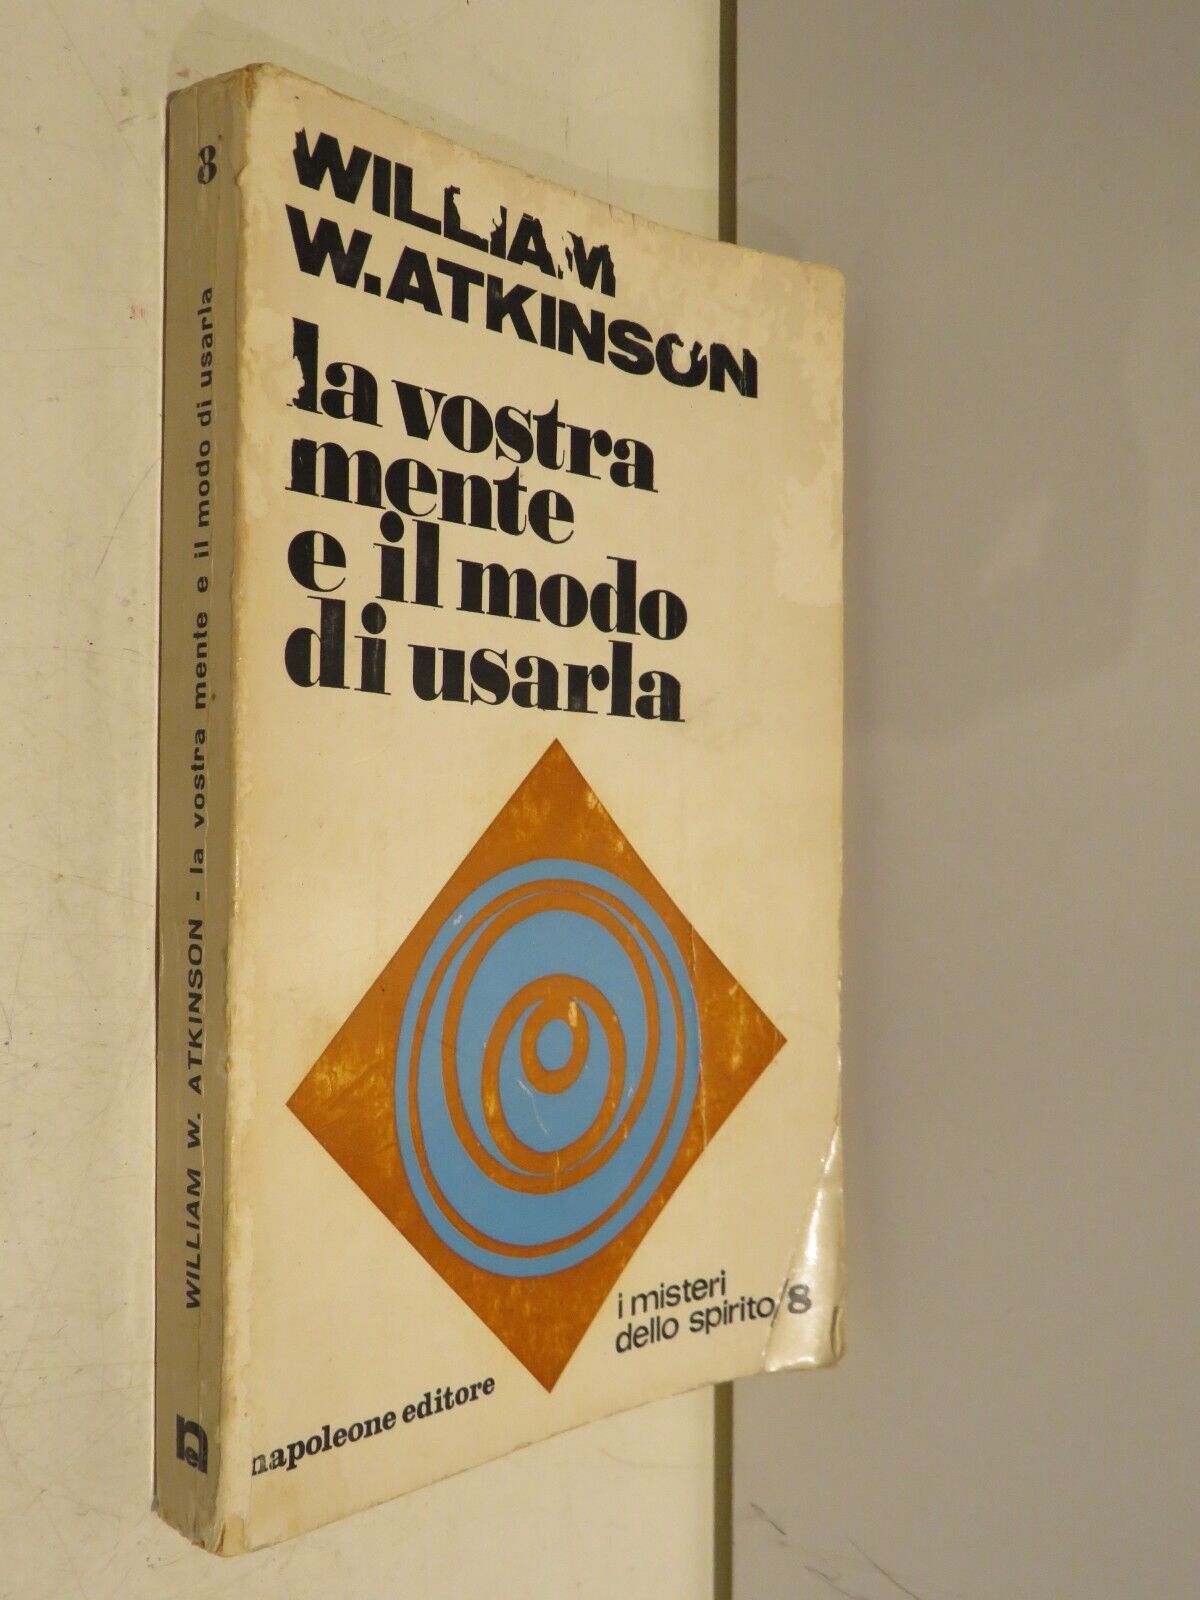 WILLIAM
W. ATKINSON
la vostra
mente
e il modo
di usarla
i misteri
dello spirito/8
napoleone editore
8
WILLIAM W. ATKINSON - la vostra mente e il modo di usarla
ne